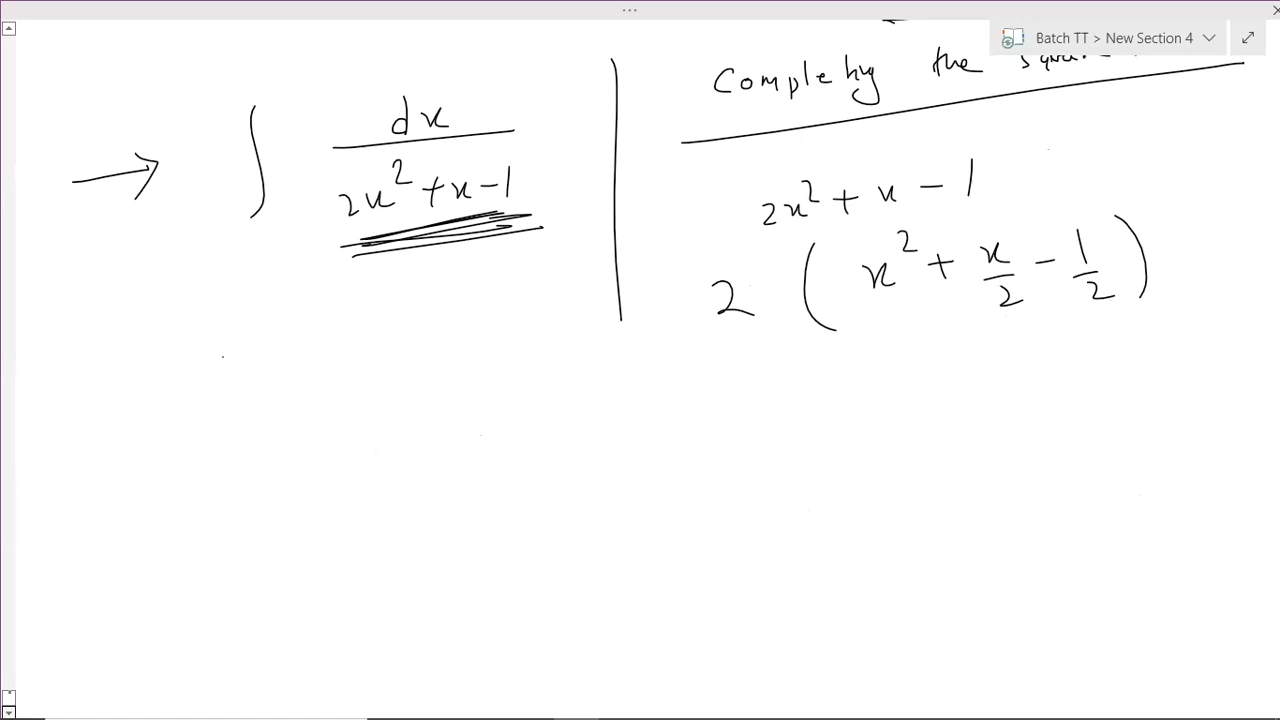 Batch TT > New Section 4
Completing the
→ ∫ dx / (2x² + x - 1)
2x² + x - 1
2 ( x² + x/2 - 1/2 )